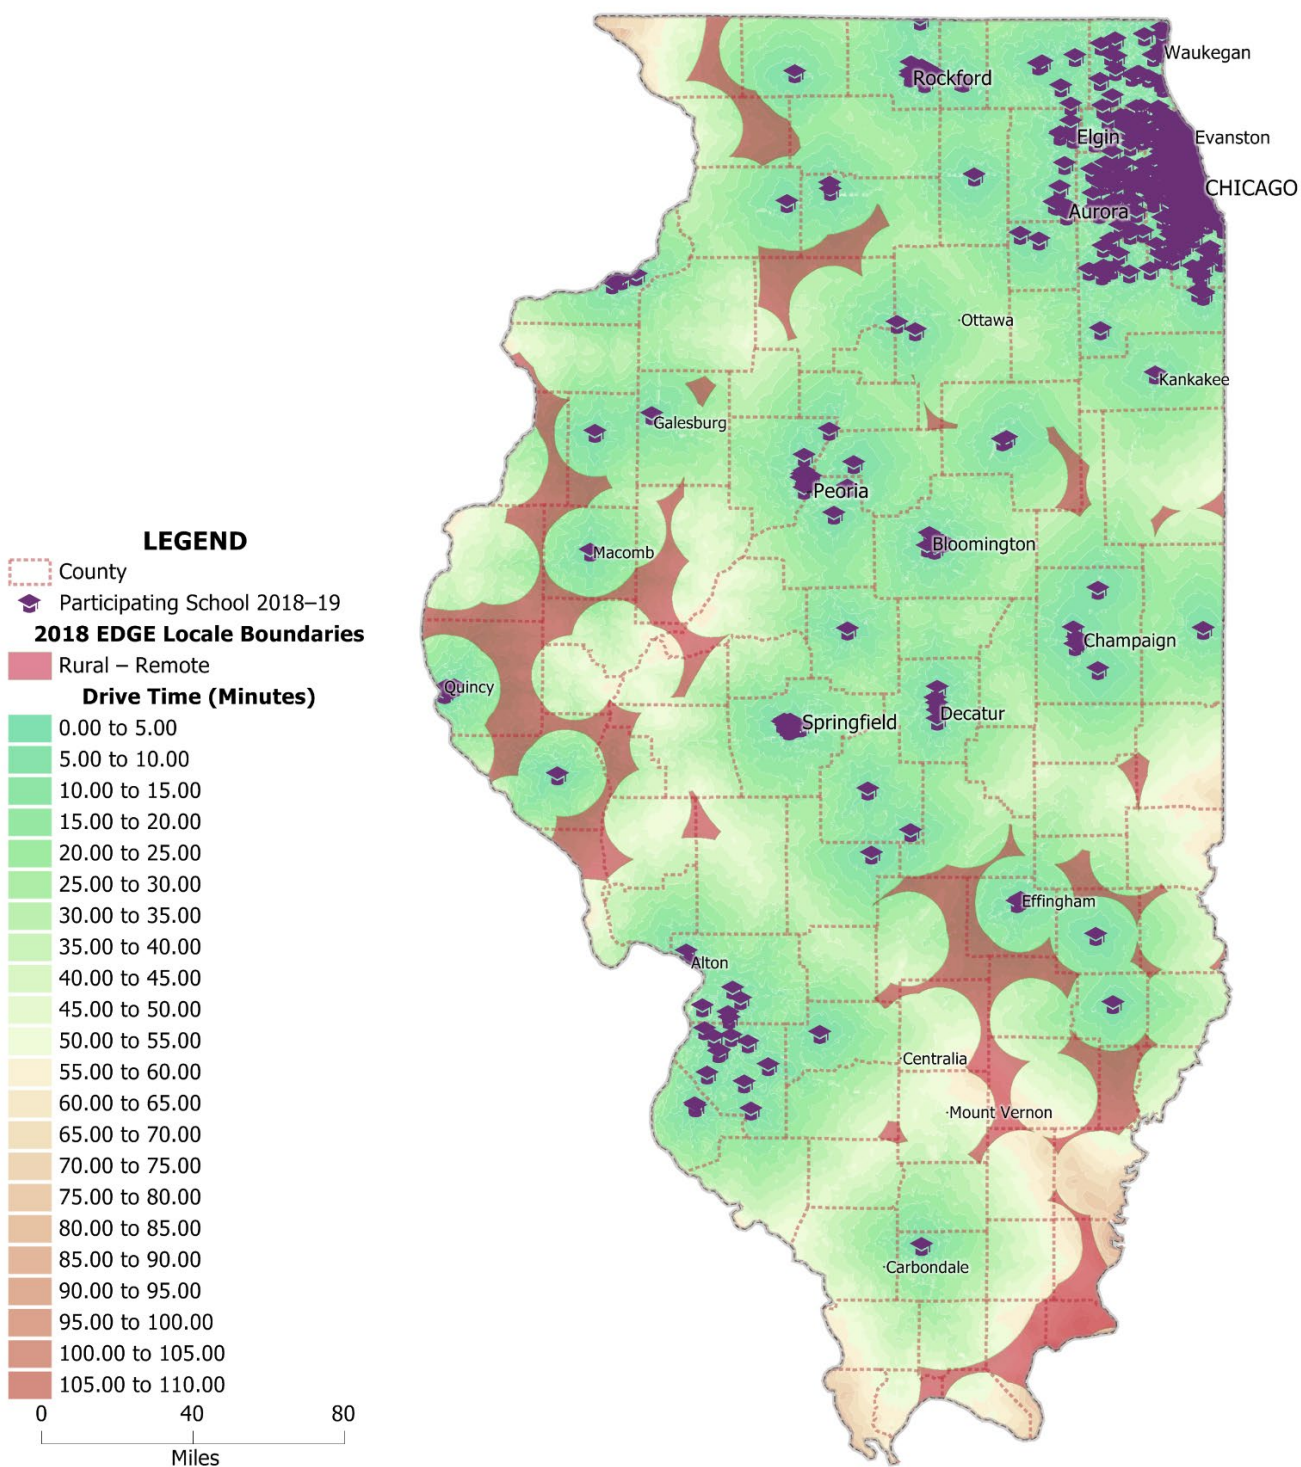 Waukegan
Rockford
Elgin
Evanston
CHICAGO
Aurora
Ottawa
Kankakee
Galesburg
Peoria
Bloomington
Macomb
Champaign
Quincy
Decatur
Springfield
Effingham
Alton
Centralia
Mount Vernon
Carbondale
LEGEND
County
Participating School 2018–19
2018 EDGE Locale Boundaries
Rural – Remote
Drive Time (Minutes)
0.00 to 5.00
5.00 to 10.00
10.00 to 15.00
15.00 to 20.00
20.00 to 25.00
25.00 to 30.00
30.00 to 35.00
35.00 to 40.00
40.00 to 45.00
45.00 to 50.00
50.00 to 55.00
55.00 to 60.00
60.00 to 65.00
65.00 to 70.00
70.00 to 75.00
75.00 to 80.00
80.00 to 85.00
85.00 to 90.00
90.00 to 95.00
95.00 to 100.00
100.00 to 105.00
105.00 to 110.00
0 40 80
Miles